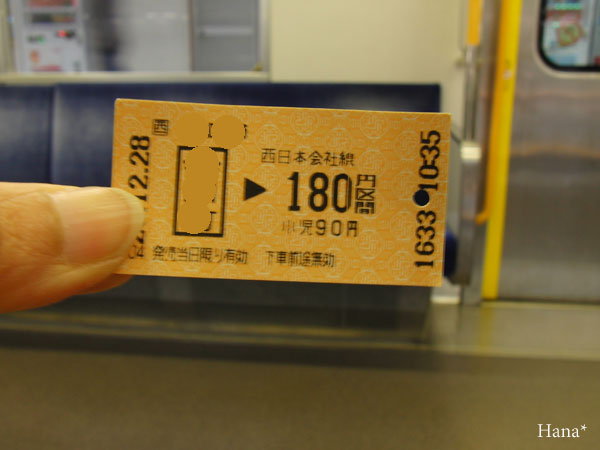 西
西日本会社線
▶ 180円区間
小児90円
発売当日限り有効 下車前途無効
12.28
1633 10-35
Hana*